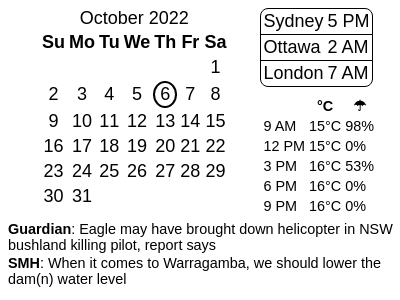 October 2022
Su Mo Tu We Th Fr Sa
1
2 3 4 5 6 7 8
9 10 11 12 13 14 15
16 17 18 19 20 21 22
23 24 25 26 27 28 29
30 31
Sydney 5 PM
Ottawa 2 AM
London 7 AM
°C ☂
9 AM 15°C 98%
12 PM 15°C 0%
3 PM 16°C 53%
6 PM 16°C 0%
9 PM 16°C 0%
Guardian: Eagle may have brought down helicopter in NSW
bushland killing pilot, report says
SMH: When it comes to Warragamba, we should lower the
dam(n) water level